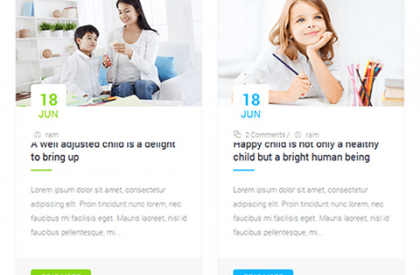 18
JUN
ram
A well adjusted child is a delight
to bring up
Lorem ipsum dolor sit amet, consectetur
adipiscing elit. Proin tincidunt nunc lorem, nec
faucibus mi facilisis eget. Mauris laoreet, nisl id
faucibus pellentesque, mi...
18
JUN
2 Comments / ram
Happy child is not only a healthy
child but a bright human being
Lorem ipsum dolor sit amet, consectetur
adipiscing elit. Proin tincidunt nunc lorem, nec
faucibus mi facilisis eget. Mauris laoreet, nisl id
faucibus pellentesque, mi...